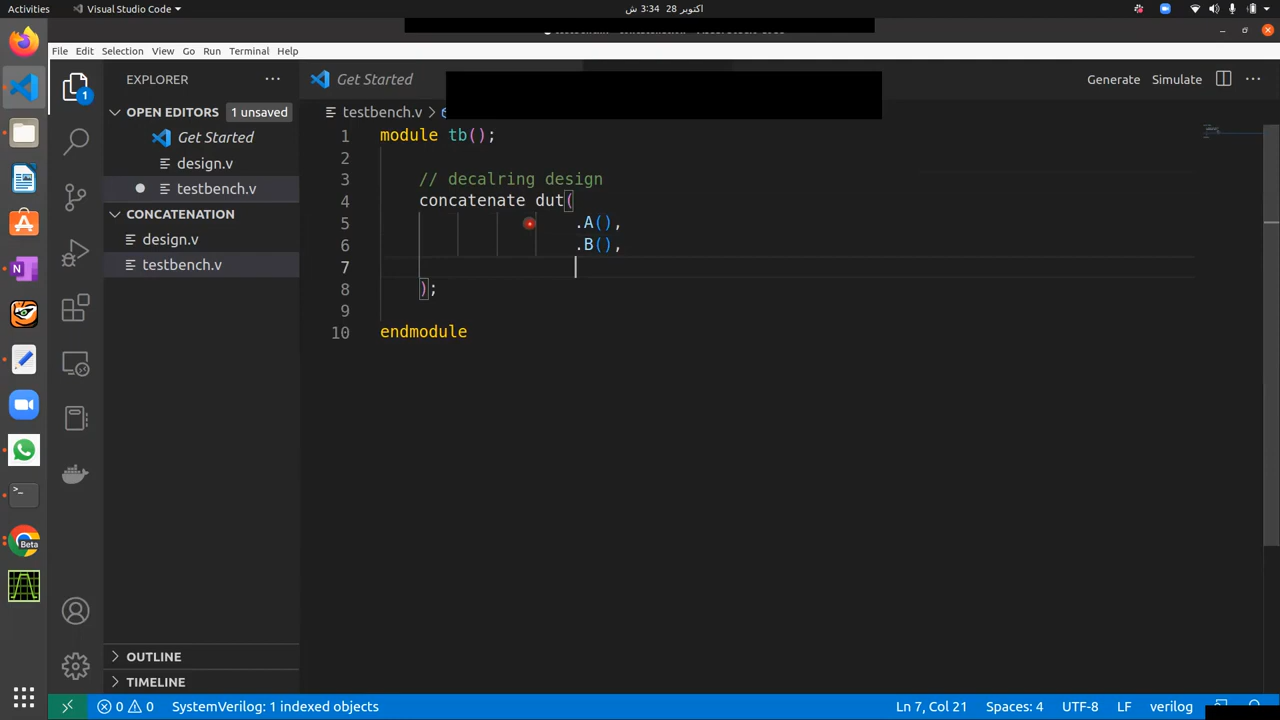 Activities
Visual Studio Code
اکتوبر 28  3:34 ش
File Edit Selection View Go Run Terminal Help
EXPLORER
Get Started
Generate
Simulate
OPEN EDITORS
1 unsaved
testbench.v
Get Started
design.v
testbench.v
CONCATENATION
design.v
testbench.v
1 module tb();
2
3 // decalring design
4 concatenate dut(
5 .A(),
6 .B(),
7
8 );
9
10 endmodule
1
Beta
OUTLINE
TIMELINE
0 0
SystemVerilog: 1 indexed objects
Ln 7, Col 21
Spaces: 4
UTF-8
LF
verilog